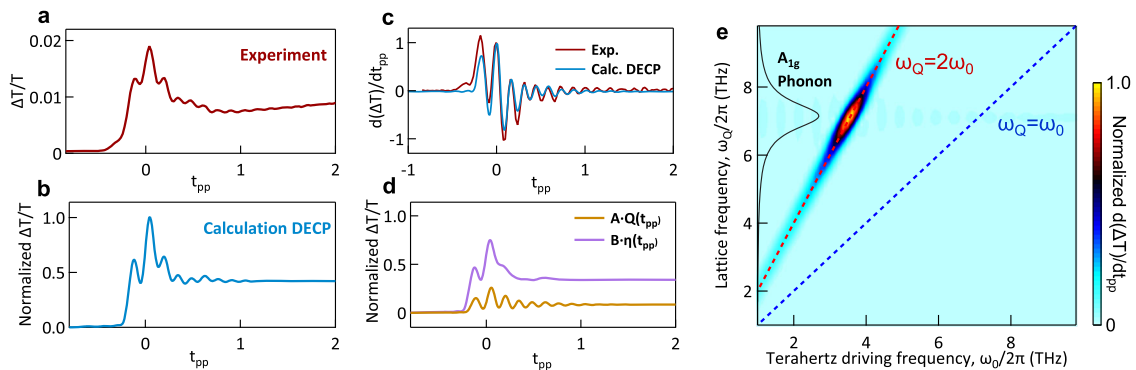 a
ΔT/T
0.02
0.01
0
Experiment
0
1
2
t_pp
b
Normalized ΔT/T
1.0
0.5
0.0
Calculation DECP
0
1
2
t_pp
c
d(ΔT)/dt_pp
1
0
-1
Exp.
Calc. DECP
-1
0
1
2
t_pp
d
Normalized ΔT/T
1.0
0.5
0.0
A·Q(t_pp)
B·η(t_pp)
0
1
2
t_pp
e
Lattice frequency, ω_Q/2π (THz)
8
6
4
2
A_1g
Phonon
ω_Q=2ω_0
ω_Q=ω_0
2
4
6
8
Terahertz driving frequency, ω_0/2π (THz)
1.0
0
Normalized d(ΔT)/dt_pp